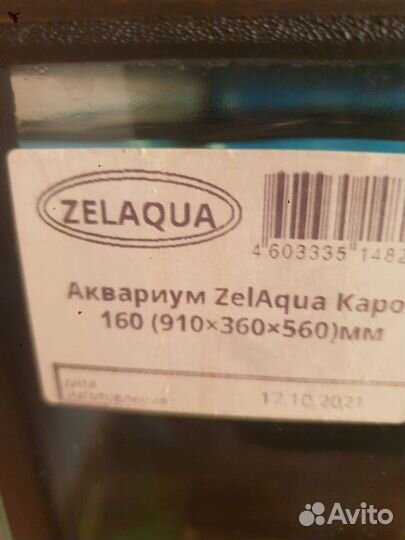 ZELAQUA
4 603335 1482
Аквариум ZelAqua Каро
160 (910×360×560)мм
дата
изготовления
17.10.2021
Avito